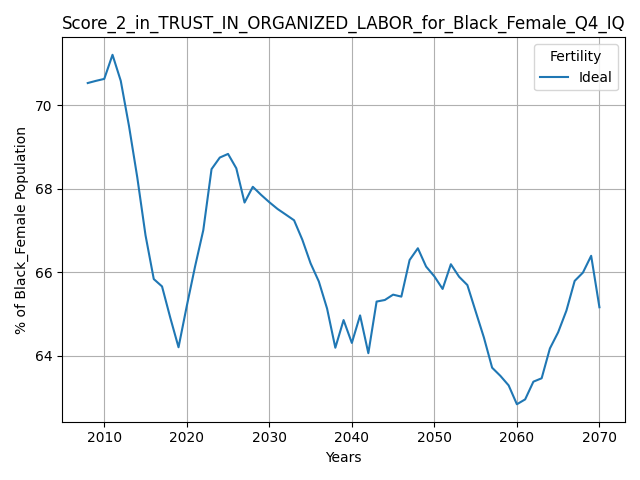 Score_2_in_TRUST_IN_ORGANIZED_LABOR_for_Black_Female_Q4_IQ
Fertility
Ideal
% of Black_Female Population
70
68
66
64
2010 2020 2030 2040 2050 2060 2070
Years